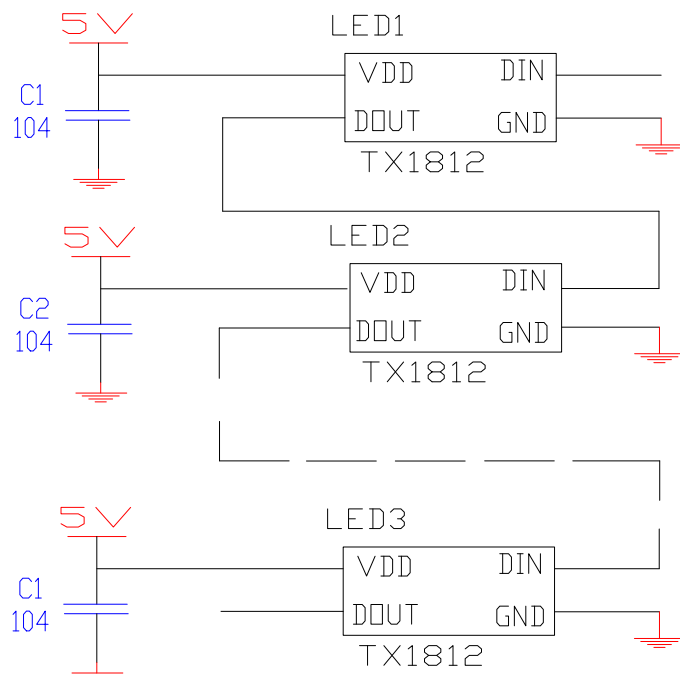 5V
LED1
VDD
DIN
C1
104
DOUT
GND
TX1812
5V
LED2
VDD
DIN
C2
104
DOUT
GND
TX1812
5V
LED3
VDD
DIN
C1
104
DOUT
GND
TX1812